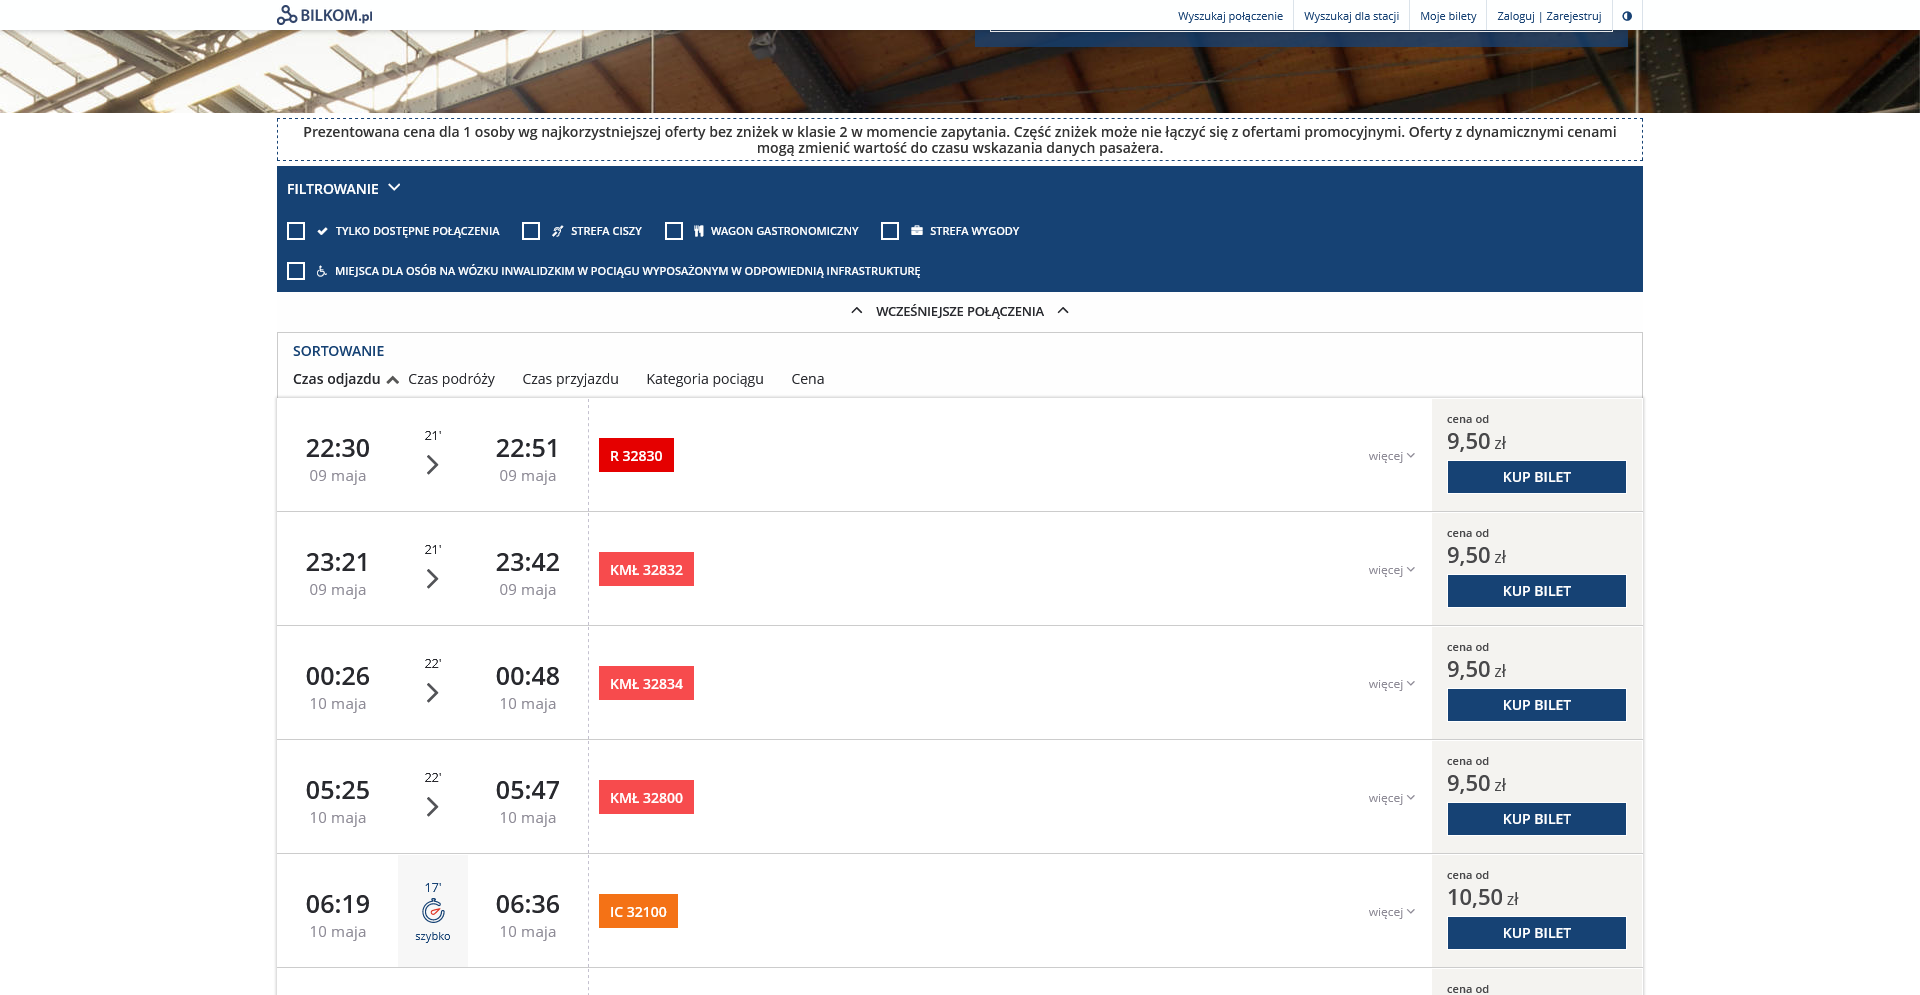 BILKOM.pl
Wyszukaj połączenie
Wyszukaj dla stacji
Moje bilety
Zaloguj | Zarejestruj
Prezentowana cena dla 1 osoby wg najkorzystniejszej oferty bez zniżek w klasie 2 w momencie zapytania. Część zniżek może nie łączyć się z ofertami promocyjnymi. Oferty z dynamicznymi cenami
mogą zmienić wartość do czasu wskazania danych pasażera.
FILTROWANIE
TYLKO DOSTĘPNE POŁĄCZENIA
STREFA CISZY
WAGON GASTRONOMICZNY
STREFA WYGODY
MIEJSCA DLA OSÓB NA WÓZKU INWALIDZKIM W POCIĄGU WYPOSAŻONYM W ODPOWIEDNIĄ INFRASTRUKTURĘ
WCZEŚNIEJSZE POŁĄCZENIA
SORTOWANIE
Czas odjazdu
Czas podróży
Czas przyjazdu
Kategoria pociągu
Cena
22:30
09 maja
21'
22:51
09 maja
R 32830
więcej
cena od
9,50 zł
KUP BILET
23:21
09 maja
21'
23:42
09 maja
KMŁ 32832
więcej
cena od
9,50 zł
KUP BILET
00:26
10 maja
22'
00:48
10 maja
KMŁ 32834
więcej
cena od
9,50 zł
KUP BILET
05:25
10 maja
22'
05:47
10 maja
KMŁ 32800
więcej
cena od
9,50 zł
KUP BILET
06:19
10 maja
17'
szybko
06:36
10 maja
IC 32100
więcej
cena od
10,50 zł
KUP BILET
cena od